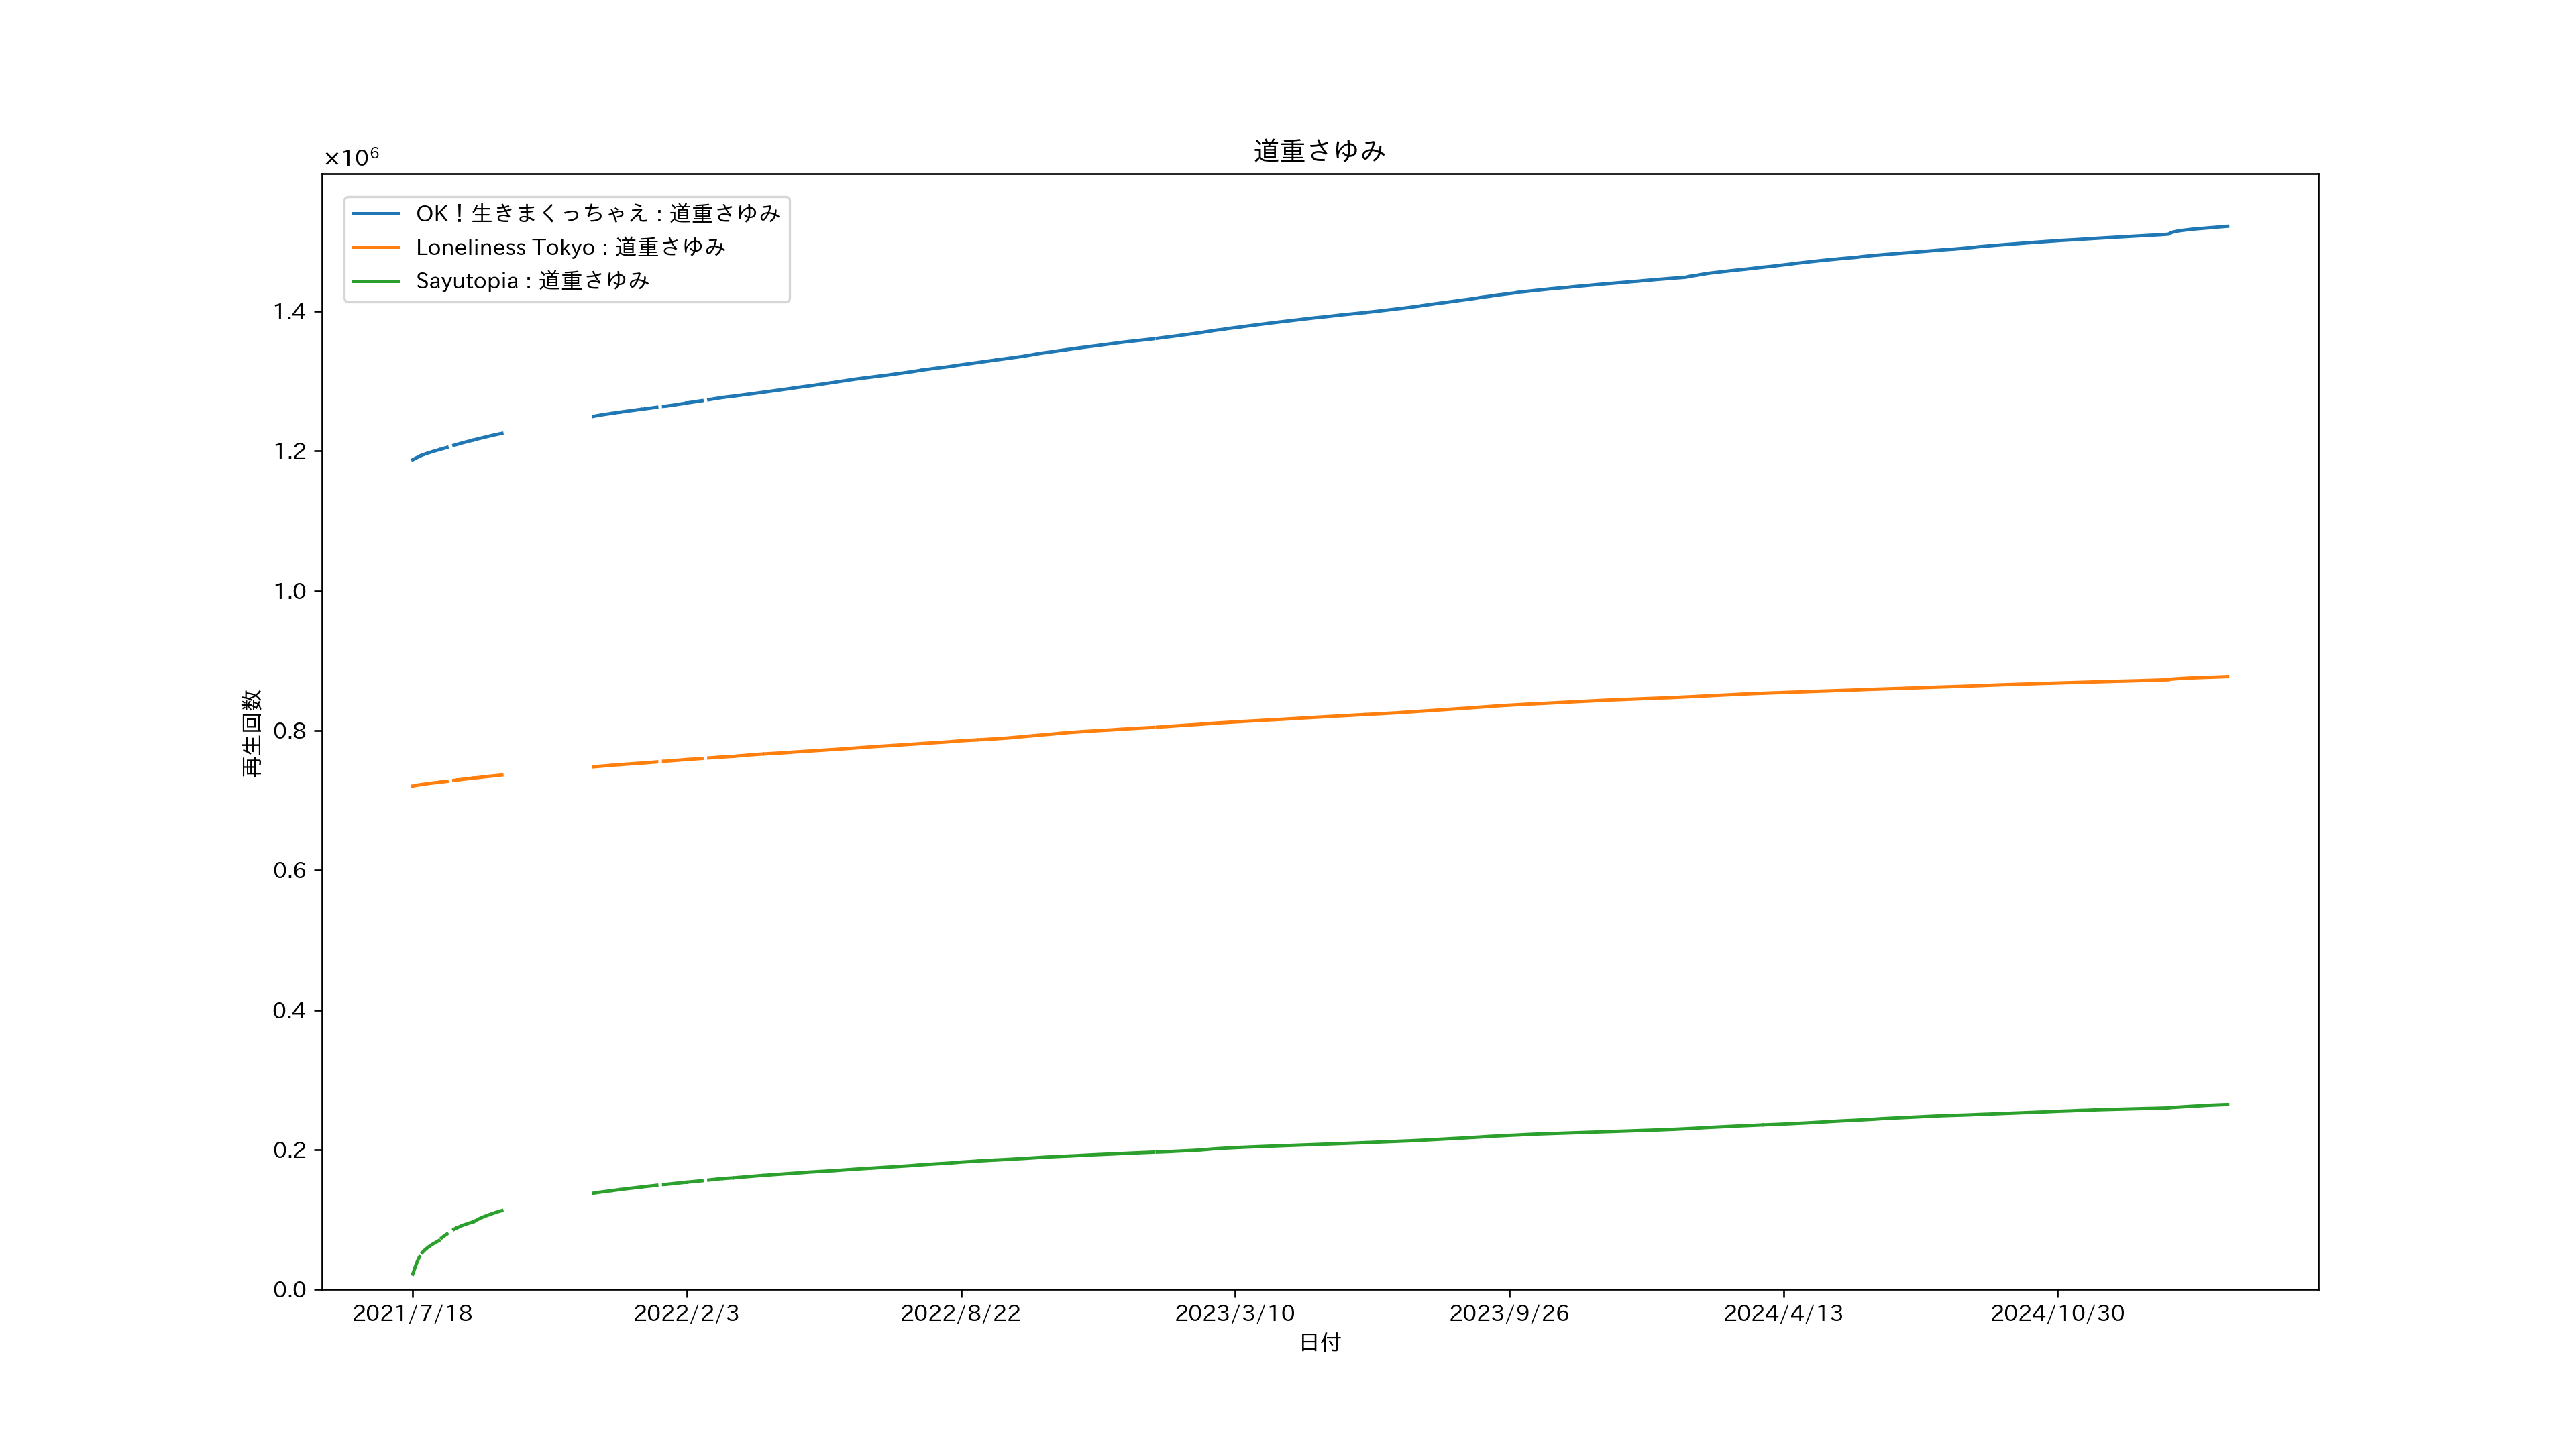 道重さゆみ
×10⁶
OK！生きまくっちゃえ : 道重さゆみ
Loneliness Tokyo : 道重さゆみ
Sayutopia : 道重さゆみ
1.4
1.2
1.0
0.8
0.6
0.4
0.2
0.0
再生回数
2021/7/18
2022/2/3
2022/8/22
2023/3/10
2023/9/26
2024/4/13
2024/10/30
日付